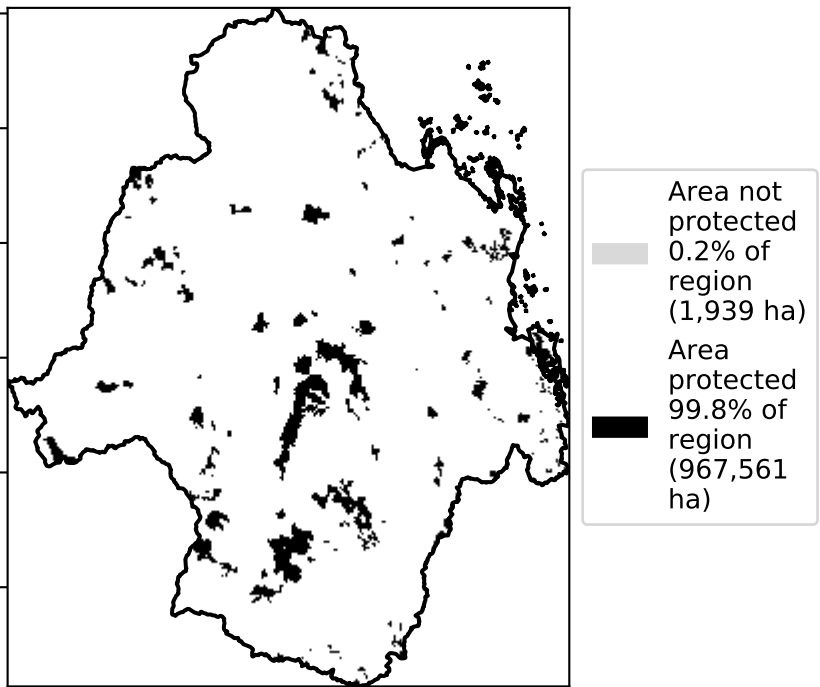 Area not
protected
0.2% of
region
(1,939 ha)
Area
protected
99.8% of
region
(967,561
ha)